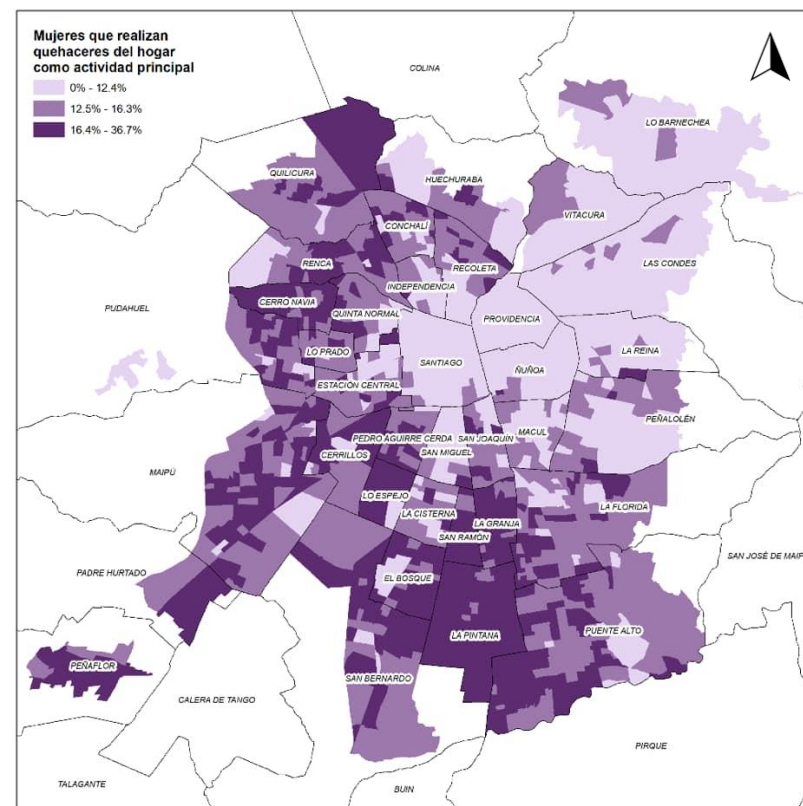 Mujeres que realizan
quehaceres del hogar
como actividad principal
0% - 12.4%
12.5% - 16.3%
16.4% - 36.7%
COLINA
LO BARNECHEA
QUILICURA
HUECHURABA
VITACURA
CONCHALÍ
RENCA
RECOLETA
LAS CONDES
INDEPENDENCIA
CERRO NAVIA
PUDAHUEL
QUINTA NORMAL
PROVIDENCIA
LO PRADO
LA REINA
SANTIAGO
ÑUÑOA
ESTACIÓN CENTRAL
PEÑALOLÉN
MACUL
PEDRO AGUIRRE CERDA
SAN JOAQUÍN
CERRILLOS
SAN MIGUEL
MAIPÚ
LO ESPEJO
LA FLORIDA
LA CISTERNA
LA GRANJA
SAN RAMÓN
SAN JOSÉ DE MAIP
PADRE HURTADO
EL BOSQUE
PUENTE ALTO
LA PINTANA
PEÑAFLOR
SAN BERNARDO
CALERA DE TANGO
PIRQUE
TALAGANTE
BUIN